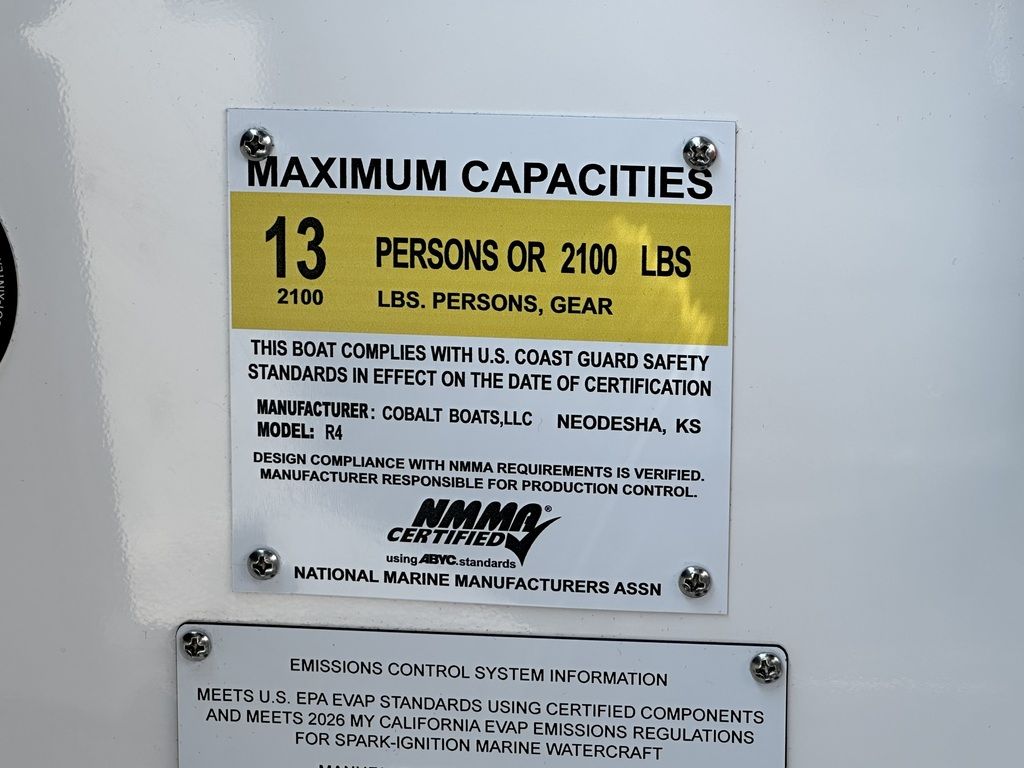 MAXIMUM CAPACITIES
13 PERSONS OR 2100 LBS
2100 LBS. PERSONS, GEAR
THIS BOAT COMPLIES WITH U.S. COAST GUARD SAFETY
STANDARDS IN EFFECT ON THE DATE OF CERTIFICATION
MANUFACTURER: COBALT BOATS,LLC NEODESHA, KS
MODEL: R4
DESIGN COMPLIANCE WITH NMMA REQUIREMENTS IS VERIFIED.
MANUFACTURER RESPONSIBLE FOR PRODUCTION CONTROL.
NMMA®
CERTIFIED
using ABYC.standards
NATIONAL MARINE MANUFACTURERS ASSN
EMISSIONS CONTROL SYSTEM INFORMATION
MEETS U.S. EPA EVAP STANDARDS USING CERTIFIED COMPONENTS
AND MEETS 2026 MY CALIFORNIA EVAP EMISSIONS REGULATIONS
FOR SPARK-IGNITION MARINE WATERCRAFT